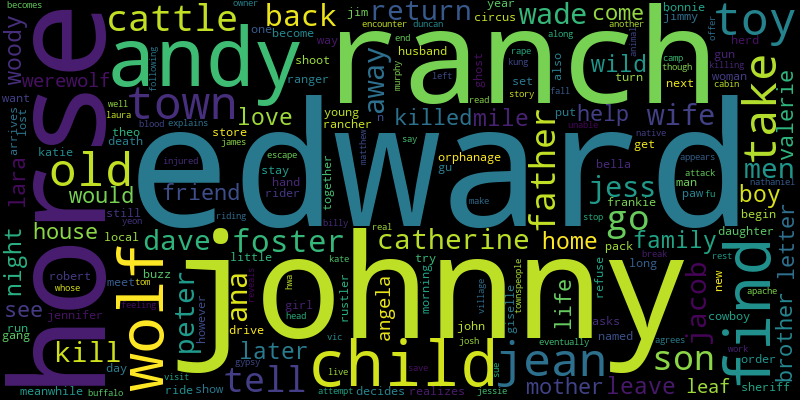 becomes owner jim return year encounter duncan end another bonnie offer
woody horse cattle back circus wade come jimmy toy
andy ranch one become husband way along animal herd
werewolf following shoot ranger away ghost rape kung set story murphy left read wild also turn gun killing woman camp though
want well laura town love young rancher killed mile fall put help wife next cabin take valerie
arrives lost theo store death blood explains james matthew say unable native get
old edward father orphanage men
katie would escape stay together gu bella appears attack
lara friend hand rider injured make jess man paw fu boy nathaniel
still yeon riding billy stop go frankie begin
house local dave foster real catherine home family daughter
night buzz johnny hwa kate try pack long rest brother letter
see robert meet tom little refuse break apache find
whose jennifer wolf peter however ana rebels girl head angela morning rustler life asks new jacob cowboy
run gang feeling drive vic john josh giselle village townspeople named agrees work order
kill later gypsy child eventually jean son sheriff
day tell live save sue mother leave leaf
meanwhile buffalo visit ride show attempt decides realizes jessie